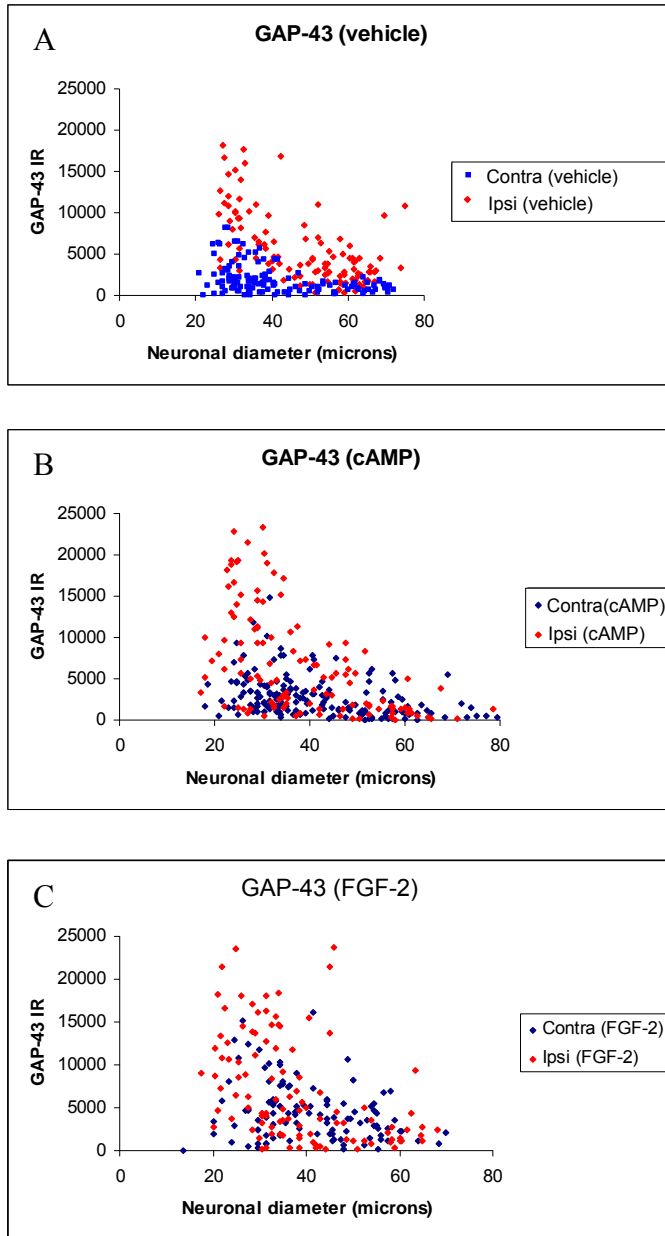 A
GAP-43 (vehicle)
25000
20000
15000
10000
5000
0
GAP-43 IR
0 20 40 60 80
Neuronal diameter (microns)
Contra (vehicle)
Ipsi (vehicle)
B
GAP-43 (cAMP)
25000
20000
15000
10000
5000
0
GAP-43 IR
0 20 40 60 80
Neuronal diameter (microns)
Contra(cAMP)
Ipsi (cAMP)
C
GAP-43 (FGF-2)
25000
20000
15000
10000
5000
0
GAP-43 IR
0 20 40 60 80
Neuronal diameter (microns)
Contra (FGF-2)
Ipsi (FGF-2)